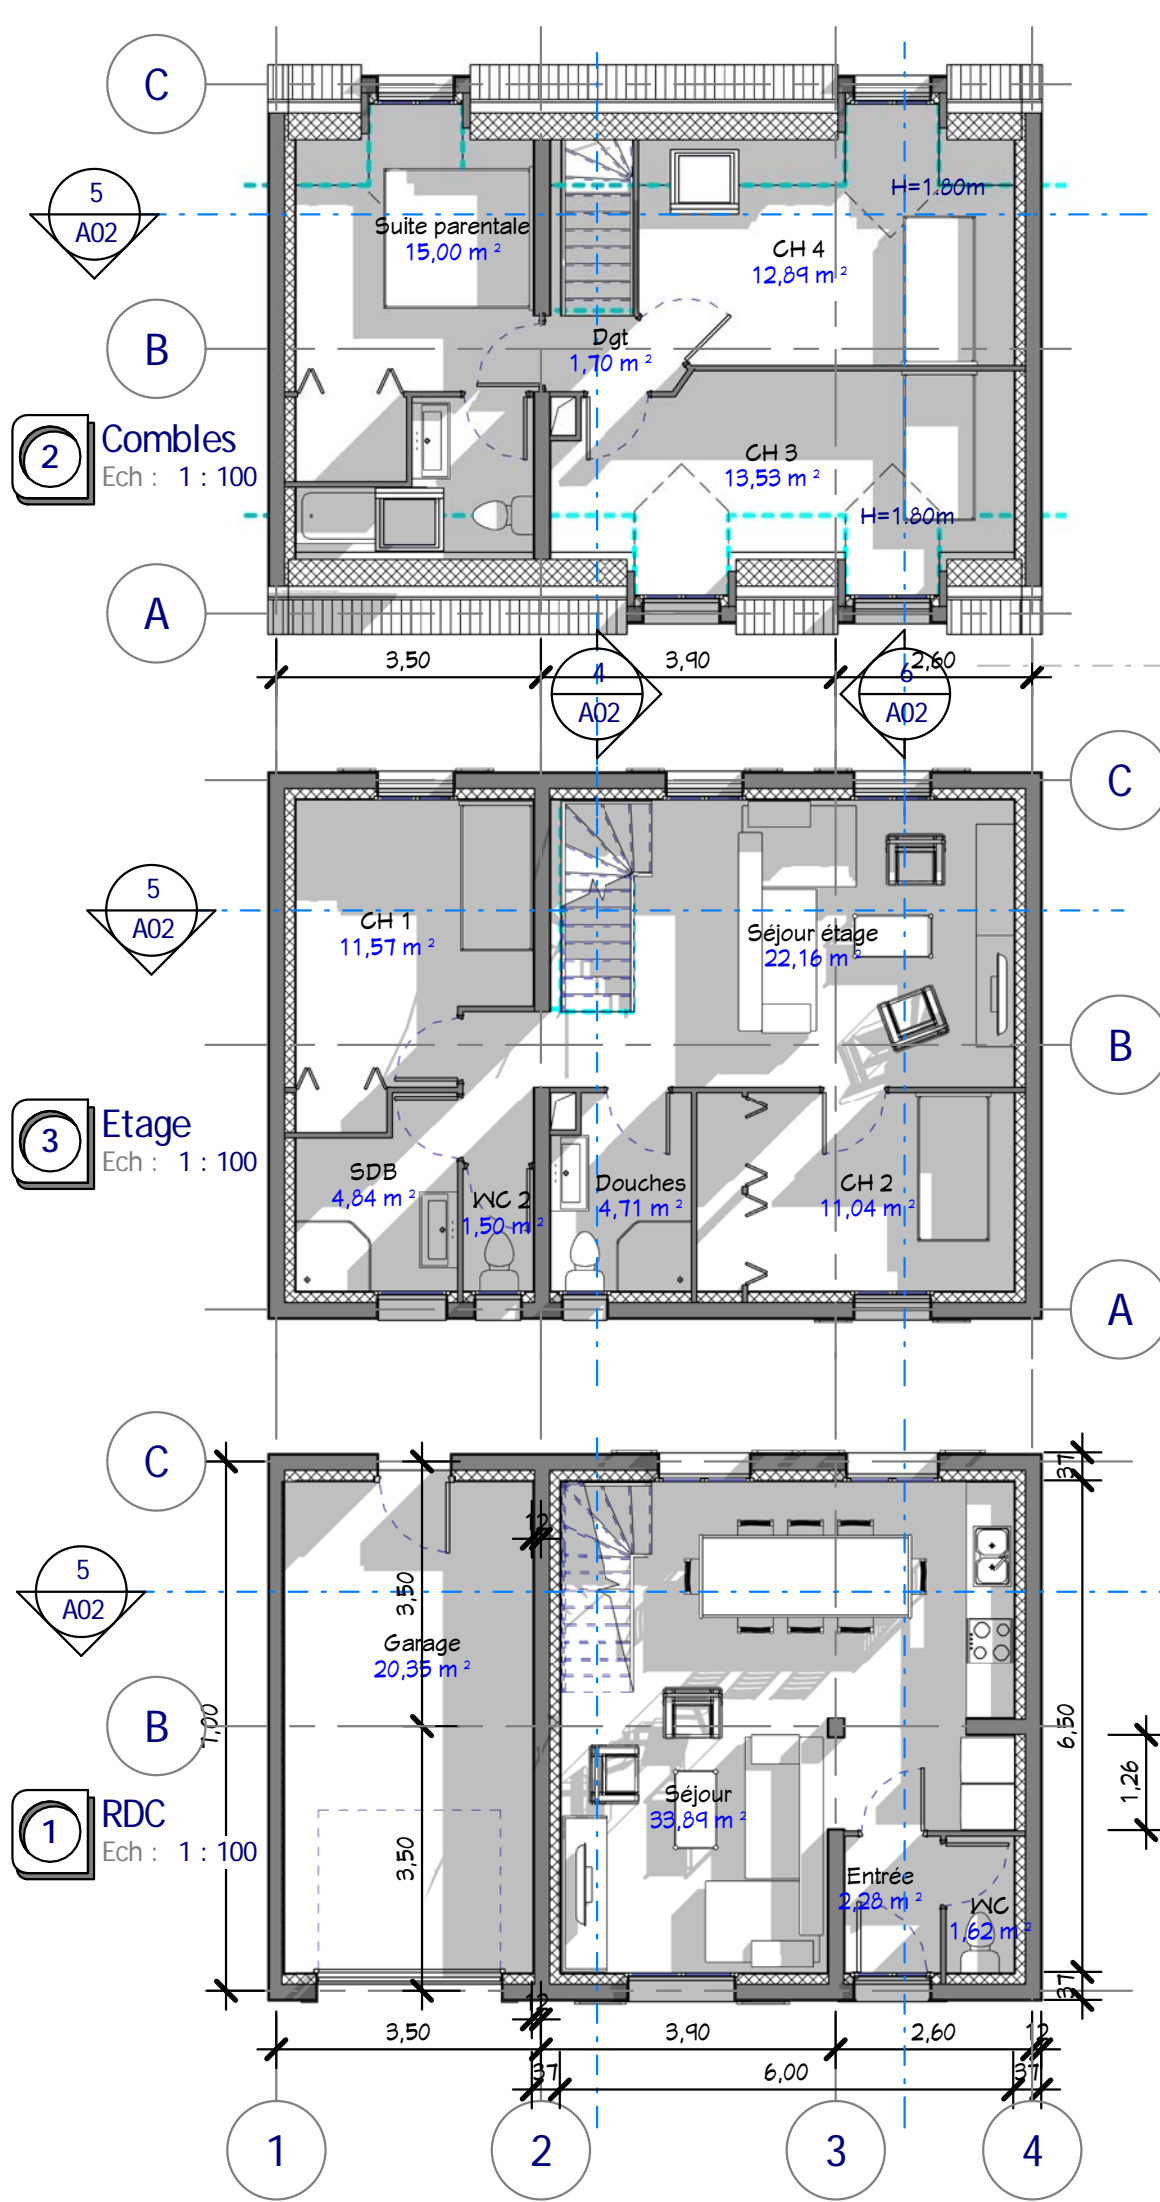 C
5
A02
H=1.80m
Suite parentale
15,00 m²
CH 4
12,89 m²
B
Dgt
1,70 m²
2
Combles
Ech : 1 : 100
CH 3
13,53 m²
H=1.80m
A
3,50
3,90
2,60
4
A02
6
A02
C
5
A02
CH 1
11,57 m²
Séjour étage
22,16 m²
B
3
Etage
Ech : 1 : 100
SDB
4,84 m²
WC 2
1,50 m²
Douches
4,71 m²
CH 2
11,04 m²
A
C
37
12
5
A02
3,50
Garage
20,35 m²
B
7,00
6,50
1,26
1
RDC
Ech : 1 : 100
Séjour
33,89 m²
3,50
Entrée
2,28 m²
WC
1,62 m²
37
12
3,50
3,90
2,60
12
37
6,00
37
1
2
3
4